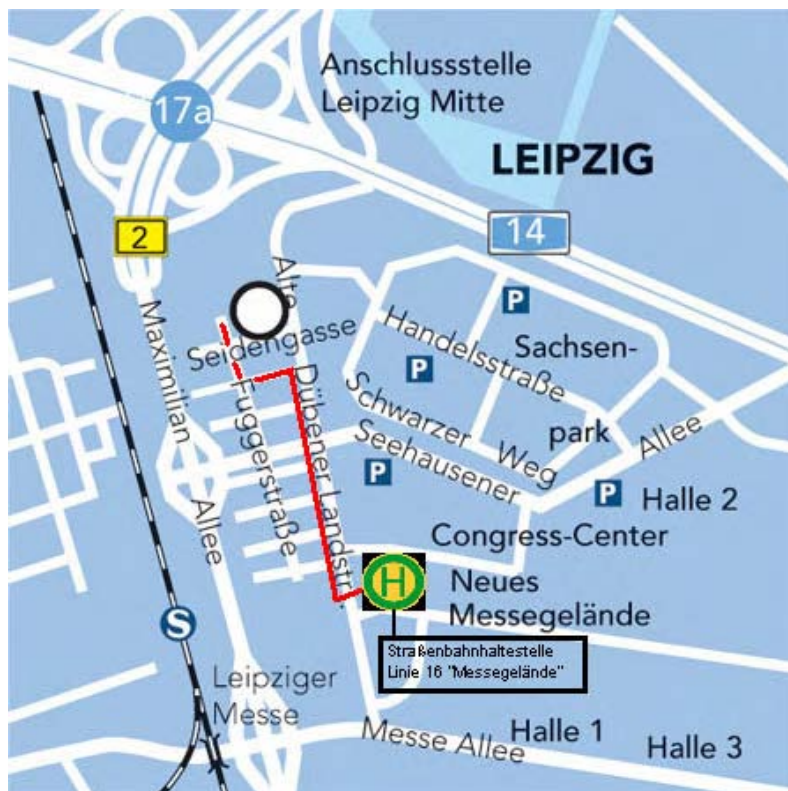 Anschlussstelle
Leipzig Mitte
17a
LEIPZIG
2
14
Alte
P
Seidengasse
Handelsstraße
Sachsen-
P
Maximilian
Fuggerstraße
Dübener Landstr.
Schwarzer Weg
park
Allee
Seehausener
P
P
Halle 2
Allee
Congress-Center
H
Neues
Messegelände
S
Straßenbahnhaltestelle
Linie 16 "Messegelände"
Leipziger
Messe
Messe Allee
Halle 1
Halle 3